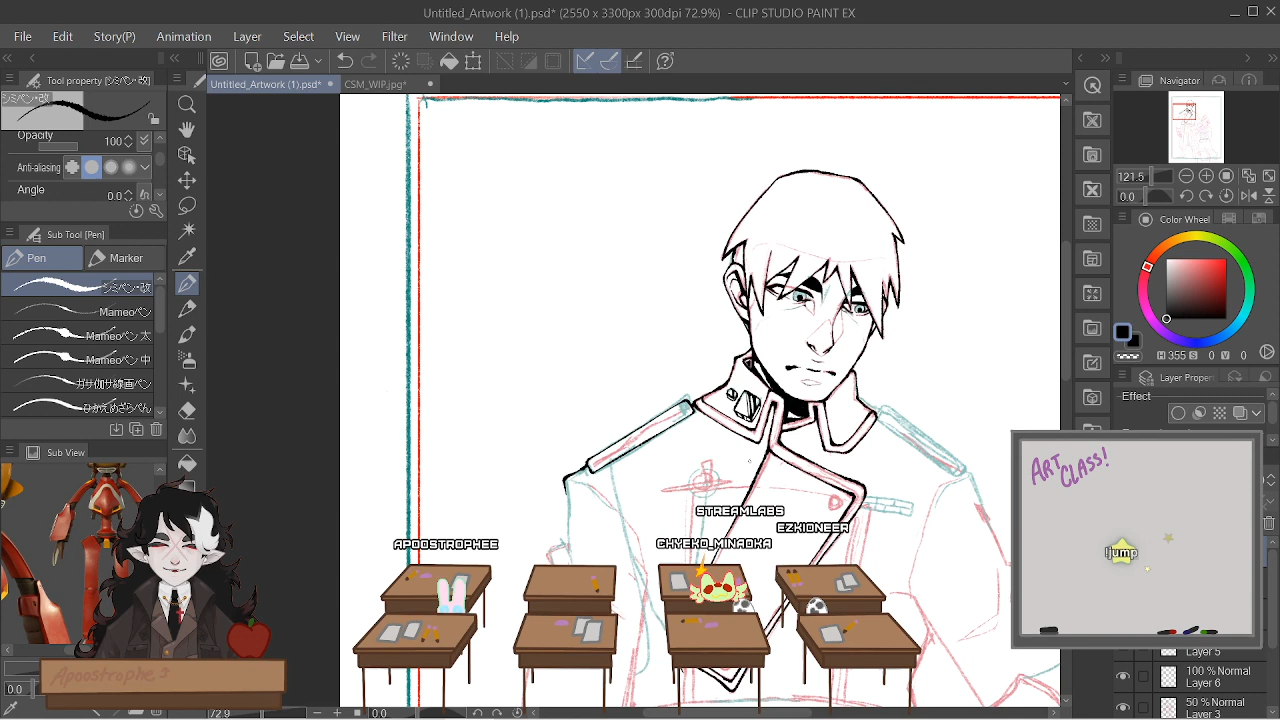 Untitled_Artwork (1).psd* (2550 x 3300px 300dpi 72.9%) - CLIP STUDIO PAINT EX
File Edit Story(P) Animation Layer Select View Filter Window Help
Tool property
Untitled_Artwork (1).psd*
CSM_WIP.jpg*
Navigator
Opacity
100
Anti-aliasing
Angle
0.0
121.5
0.0
Sub Tool [Pen]
Color Wheel
Pen
Marker
H 355 S 0 V 0
Layer Proper
Effect
Sub View
ART CLASS!
!jump
STREAMLABS
EZKIONEER
APOOSTROPHEE
CHYEKO_MINAOKA
Apoostrophe
Layer 5
100 % Normal
Layer 6
50 % Normal
Layer 3
0.0
72.9
0.0